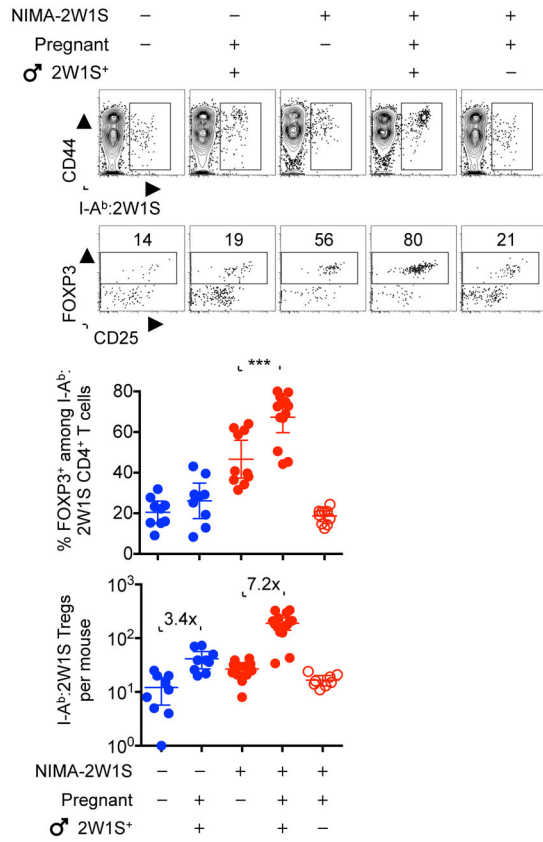 NIMA-2W1S − − + + +
Pregnant − + − + +
♂ 2W1S⁺ + + −
CD44
I-Aᵇ:2W1S
14 19 56 80 21
FOXP3
CD25
% FOXP3⁺ among I-Aᵇ:
2W1S CD4⁺ T cells
80
60
40
20
0
***
I-Aᵇ:2W1S Tregs
per mouse
10³
10²
10¹
10⁰
3.4x
7.2x
NIMA-2W1S − − + + +
Pregnant − + − + +
♂ 2W1S⁺ + + −